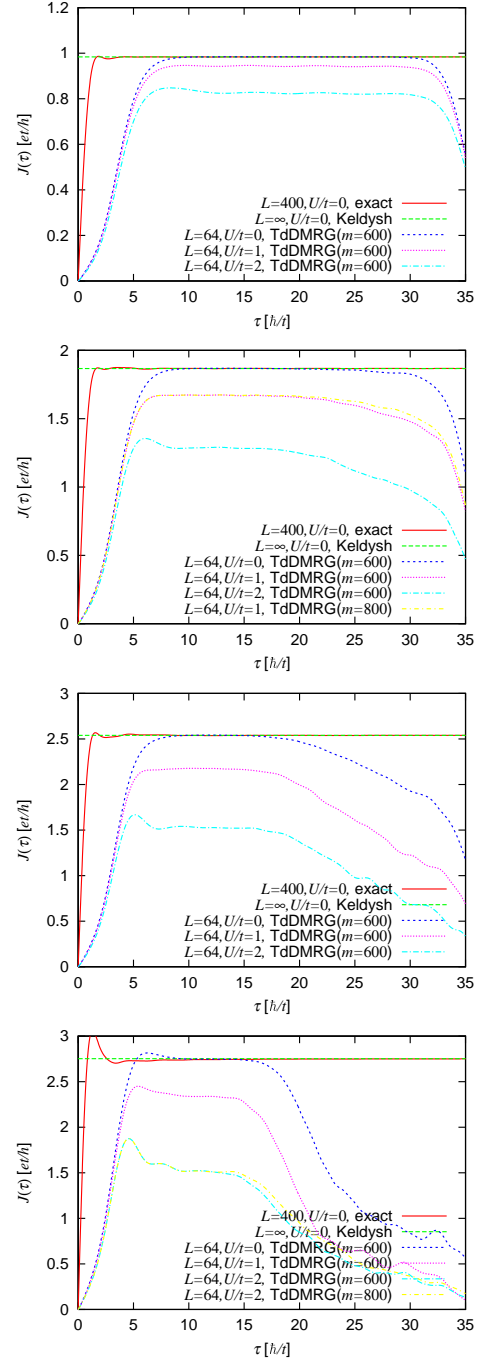 1.2
1
0.8
0.6
0.4
0.2
0
J(τ) [et/h]
L=400, U/t=0, exact
L=∞, U/t=0, Keldysh
L=64, U/t=0, TdDMRG(m=600)
L=64, U/t=1, TdDMRG(m=600)
L=64, U/t=2, TdDMRG(m=600)
0 5 10 15 20 25 30 35
τ [ħ/t]
2
1.5
1
0.5
0
J(τ) [et/h]
L=400, U/t=0, exact
L=∞, U/t=0, Keldysh
L=64, U/t=0, TdDMRG(m=600)
L=64, U/t=1, TdDMRG(m=600)
L=64, U/t=2, TdDMRG(m=600)
L=64, U/t=1, TdDMRG(m=800)
0 5 10 15 20 25 30 35
τ [ħ/t]
3
2.5
2
1.5
1
0.5
0
J(τ) [et/h]
L=400, U/t=0, exact
L=∞, U/t=0, Keldysh
L=64, U/t=0, TdDMRG(m=600)
L=64, U/t=1, TdDMRG(m=600)
L=64, U/t=2, TdDMRG(m=600)
0 5 10 15 20 25 30 35
τ [ħ/t]
3
2.5
2
1.5
1
0.5
0
J(τ) [et/h]
L=400, U/t=0, exact
L=∞, U/t=0, Keldysh
L=64, U/t=0, TdDMRG(m=600)
L=64, U/t=1, TdDMRG(m=600)
L=64, U/t=2, TdDMRG(m=600)
L=64, U/t=2, TdDMRG(m=800)
0 5 10 15 20 25 30 35
τ [ħ/t]